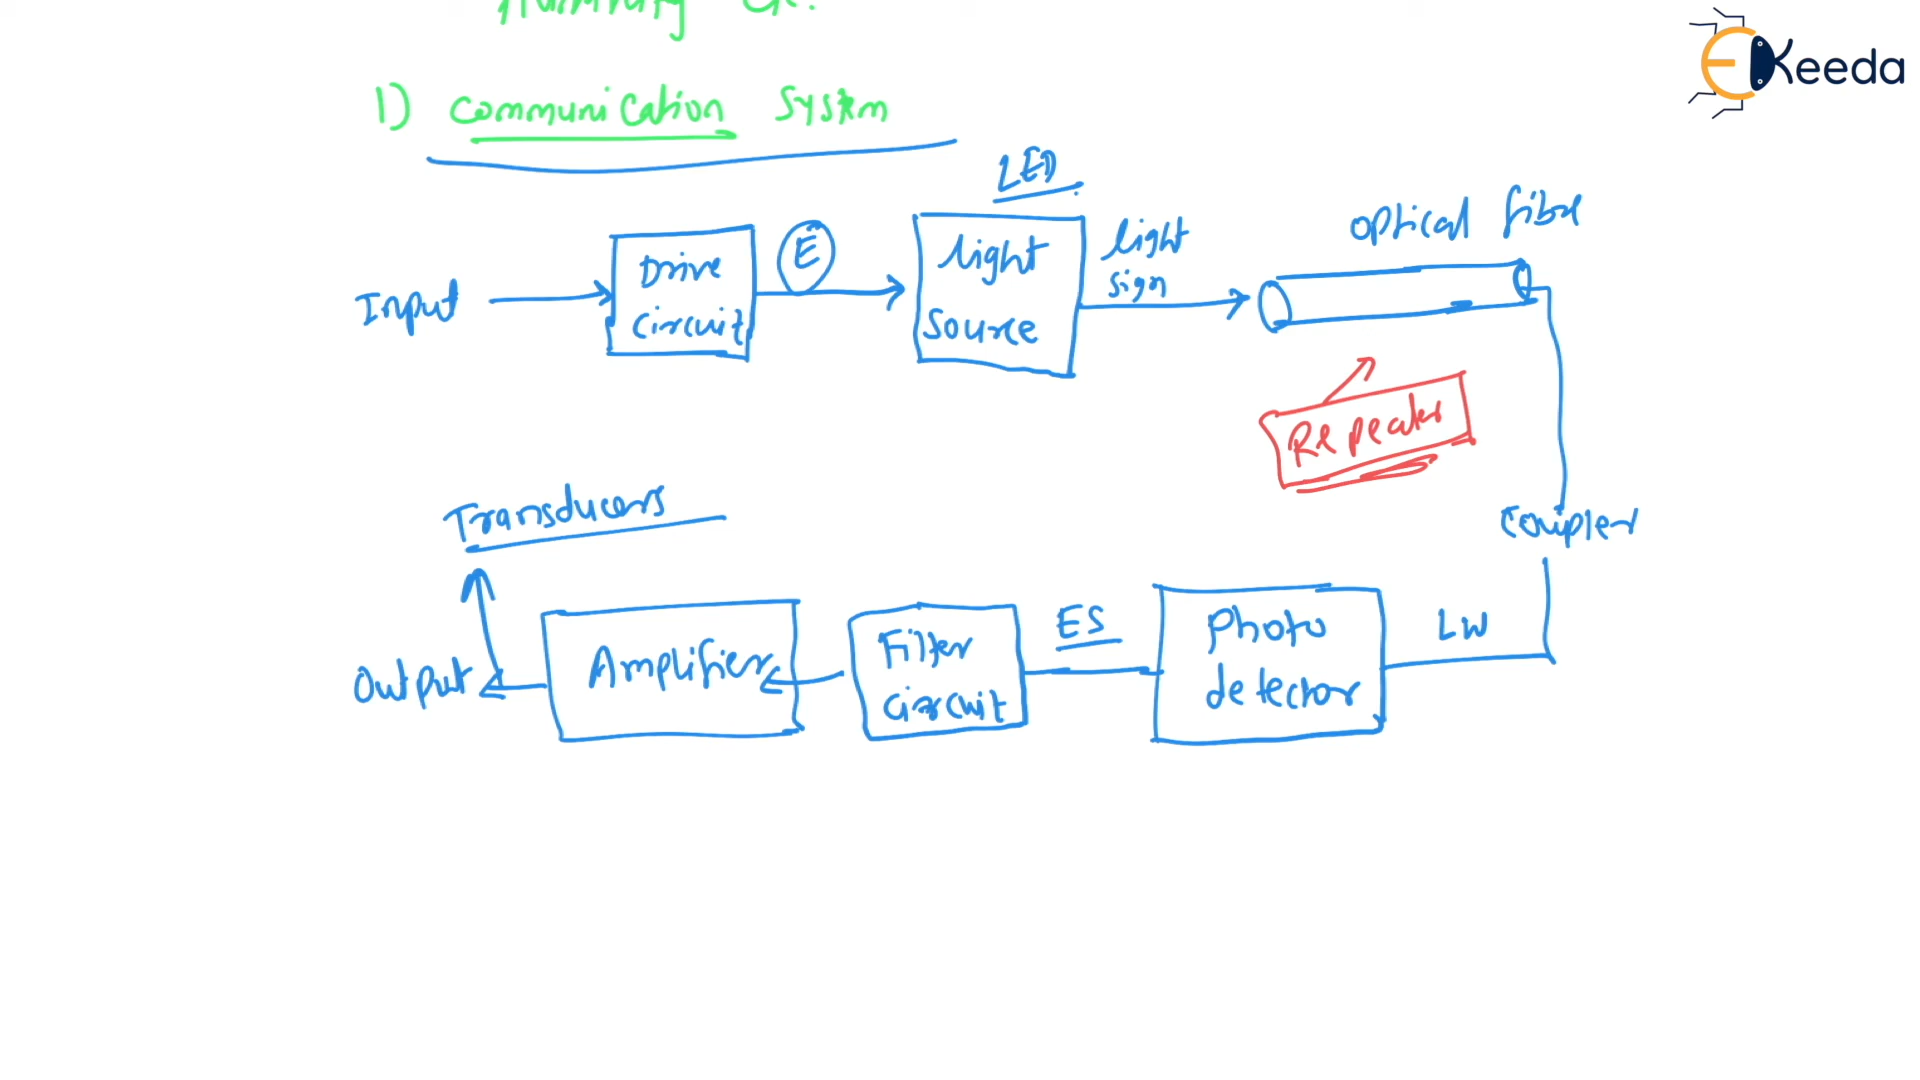 1) Communication System
LED
Input
Drive
circuit
E
light
source
light
sign
optical fibre
Repeater
Coupler
Transducers
Output
Amplifier
Filter
circuit
ES
Photo
detector
LW
EKeeda